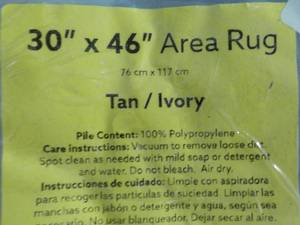 30" x 46" Area Rug
76 cm x 117 cm
Tan / Ivory
Pile Content: 100% Polypropylene
Care instructions: Vacuum to remove loose dirt.
Spot clean as needed with mild soap or detergent
and water. Do not bleach. Air dry.
Instrucciones de cuidado: Limpie con aspiradora
para recoger las particulas de suciedad. Limpiar las
manchas con jabón o detergente y agua, según sea
necesario. No usar blanqueador. Dejar secar al aire.